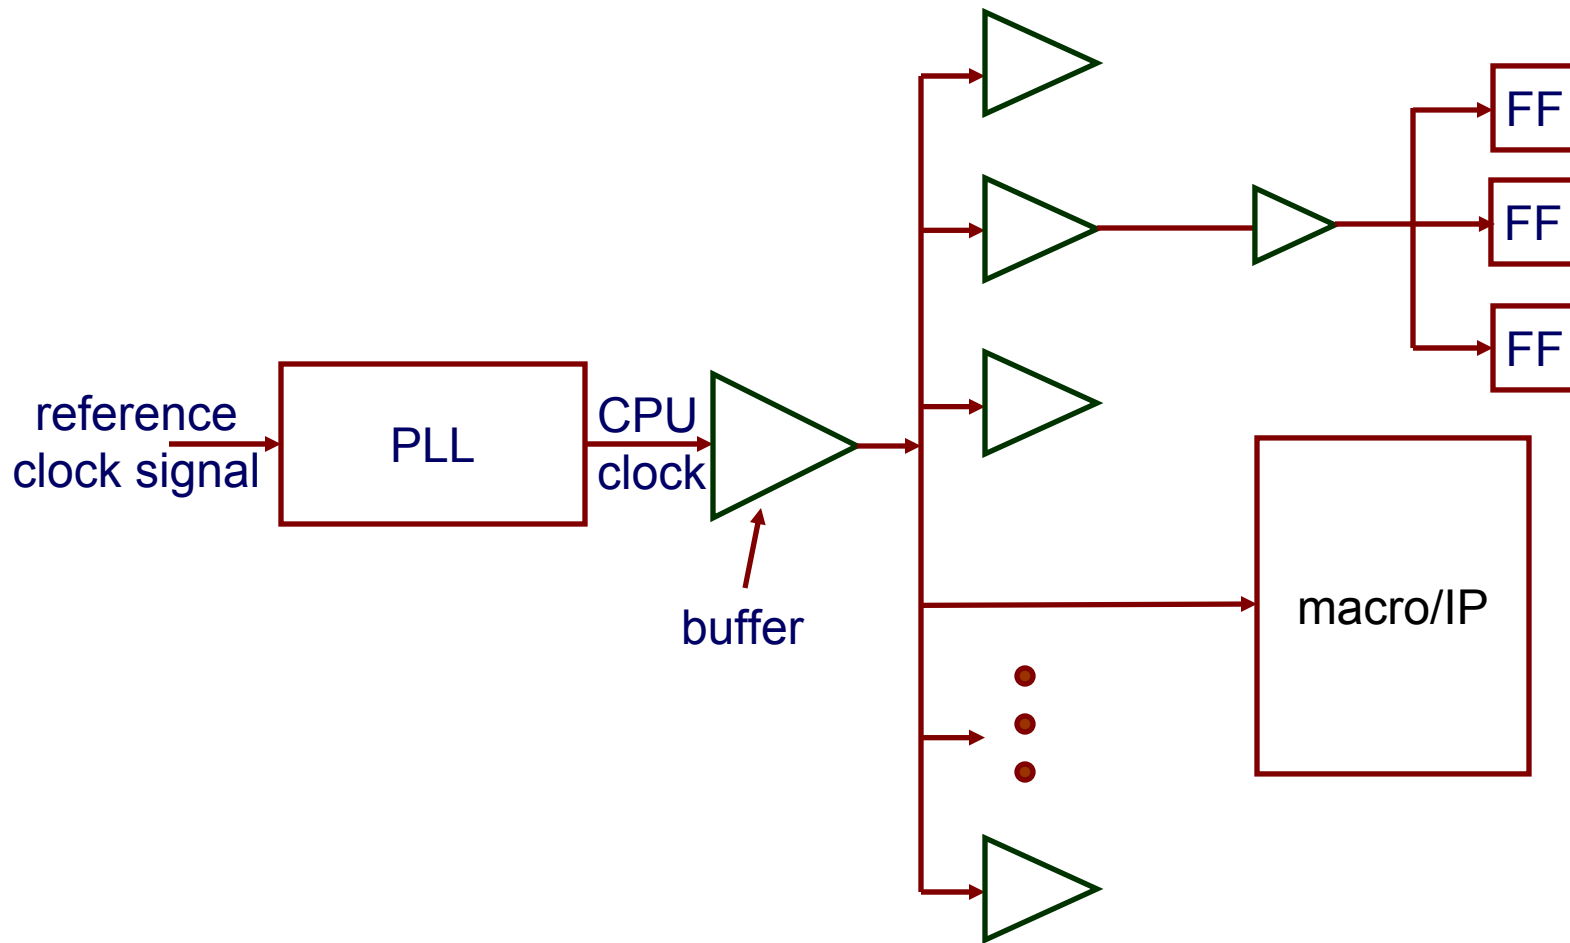 FF
FF
FF
reference
clock signal
PLL
CPU
clock
buffer
macro/IP